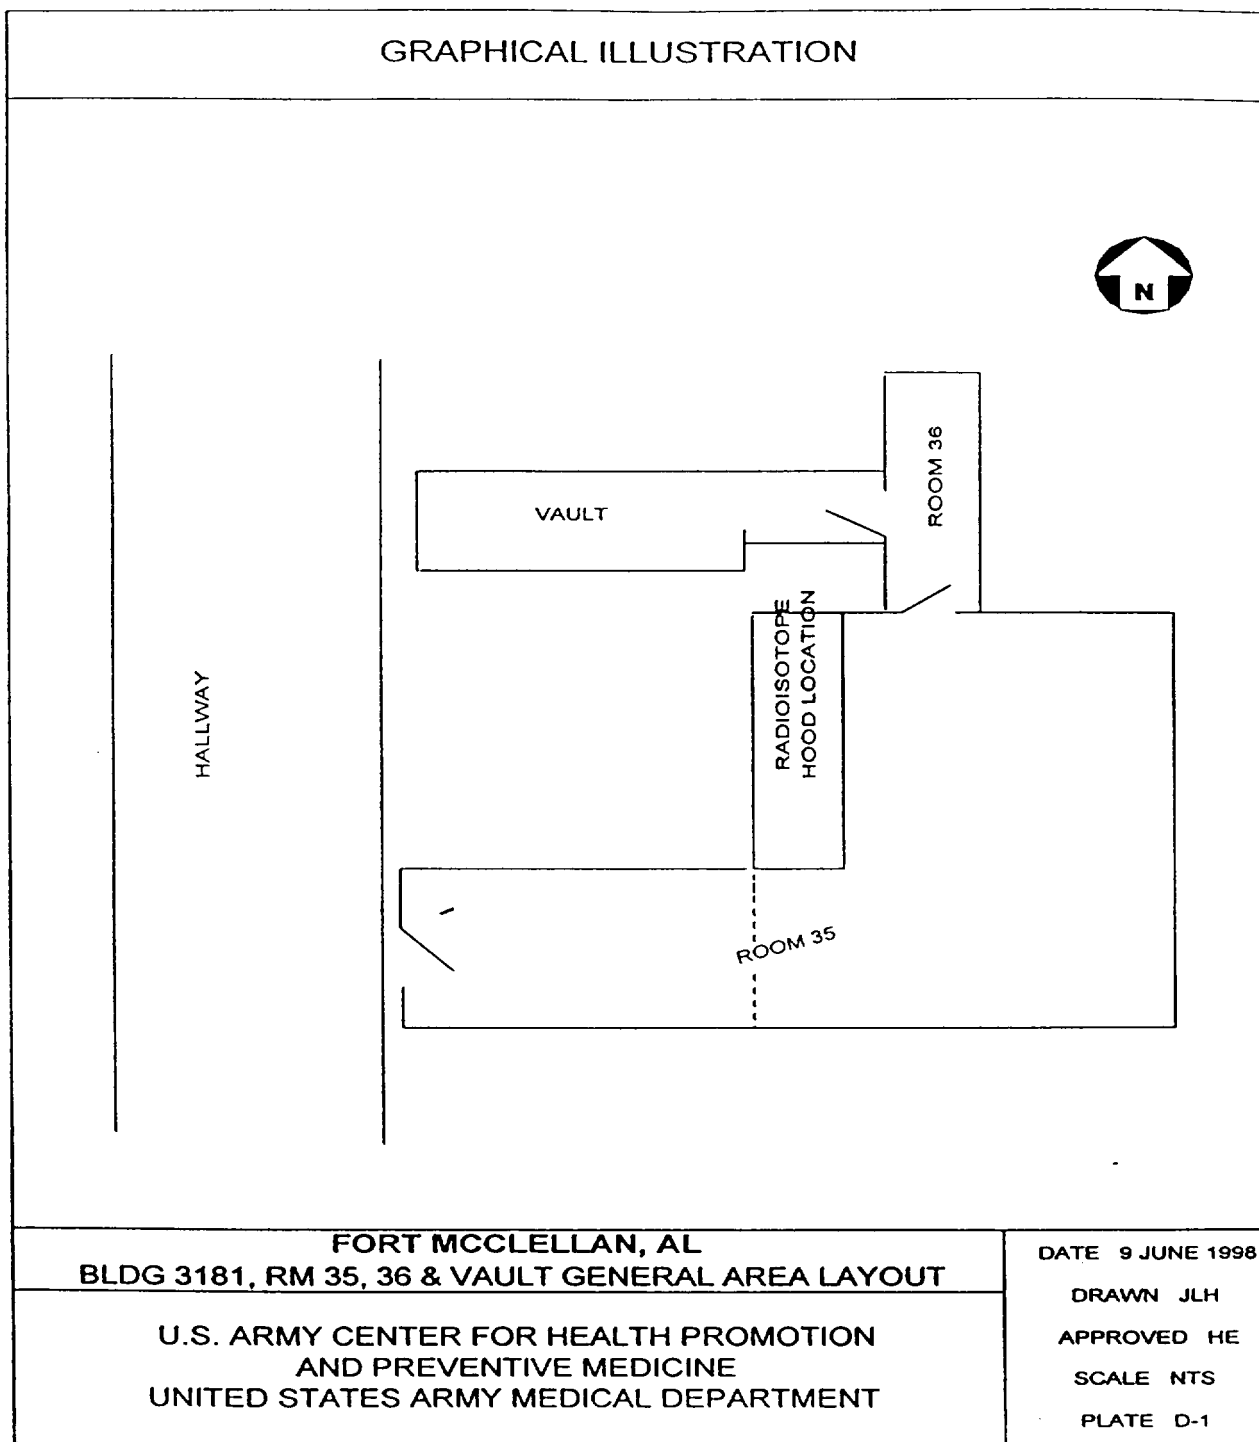 GRAPHICAL ILLUSTRATION
N
ROOM 36
VAULT
RADIOISOTOPE
HOOD LOCATION
HALLWAY
ROOM 35
FORT MCCLELLAN, AL
BLDG 3181, RM 35, 36 & VAULT GENERAL AREA LAYOUT
U.S. ARMY CENTER FOR HEALTH PROMOTION
AND PREVENTIVE MEDICINE
UNITED STATES ARMY MEDICAL DEPARTMENT
DATE 9 JUNE 1998
DRAWN JLH
APPROVED HE
SCALE NTS
PLATE D-1